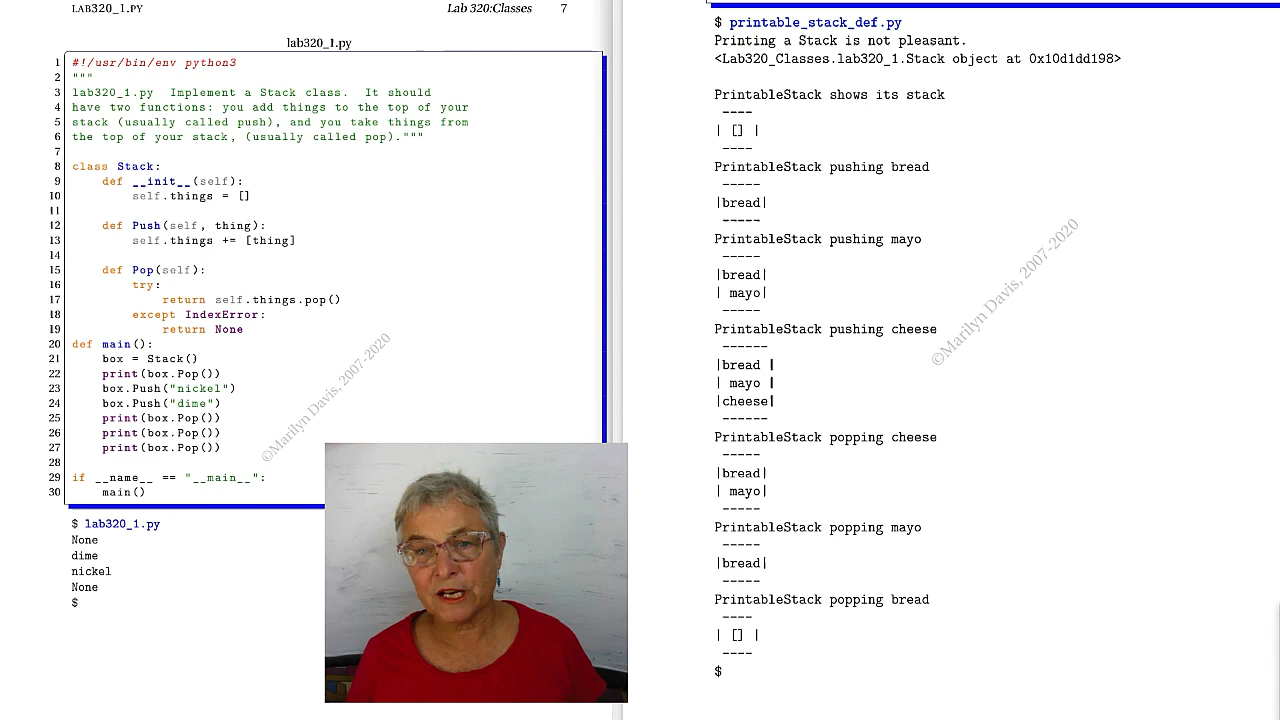 LAB320_1.PY Lab 320:Classes 7
lab320_1.py
1 #!/usr/bin/env python3
2 """
3 lab320_1.py  Implement a Stack class.  It should
4 have two functions: you add things to the top of your
5 stack (usually called push), and you take things from
6 the top of your stack, (usually called pop)."""
7
8 class Stack:
9     def __init__(self):
10         self.things = []
11
12     def Push(self, thing):
13         self.things += [thing]
14
15     def Pop(self):
16         try:
17             return self.things.pop()
18         except IndexError:
19             return None
20 def main():
21     box = Stack()
22     print(box.Pop())
23     box.Push("nickel")
24     box.Push("dime")
25     print(box.Pop())
26     print(box.Pop())
27     print(box.Pop())
28
29 if __name__ == "__main__":
30     main()
©Marilyn Davis, 2007-2020
$ lab320_1.py
None
dime
nickel
None
$
$ printable_stack_def.py
Printing a Stack is not pleasant.
<Lab320_Classes.lab320_1.Stack object at 0x10d1dd198>
PrintableStack shows its stack
 ----
| [] |
 ----
PrintableStack pushing bread
 -----
|bread|
 -----
PrintableStack pushing mayo
 -----
|bread|
| mayo|
 -----
PrintableStack pushing cheese
 ------
|bread |
| mayo |
|cheese|
 ------
PrintableStack popping cheese
 -----
|bread|
| mayo|
 -----
PrintableStack popping mayo
 -----
|bread|
 -----
PrintableStack popping bread
 ----
| [] |
 ----
$
©Marilyn Davis, 2007-2020